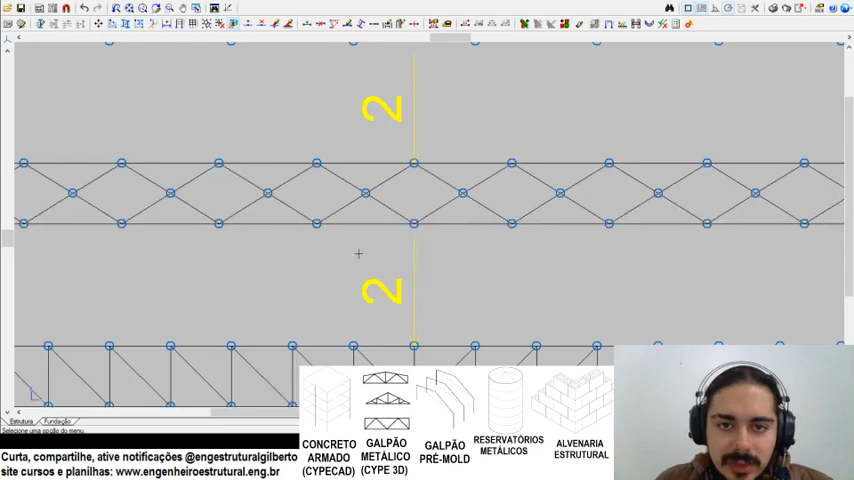 2
2
Estrutura
Fundação
Selecione uma opção do menu.
CONCRETO
ARMADO
(CYPECAD)
GALPÃO
METÁLICO
(CYPE 3D)
GALPÃO
PRÉ-MOLD
RESERVATÓRIOS
METÁLICOS
ALVENARIA
ESTRUTURAL
Curta, compartilhe, ative notificações @engestruturalgilberto
site cursos e planilhas: www.engenheiroestrutural.eng.br